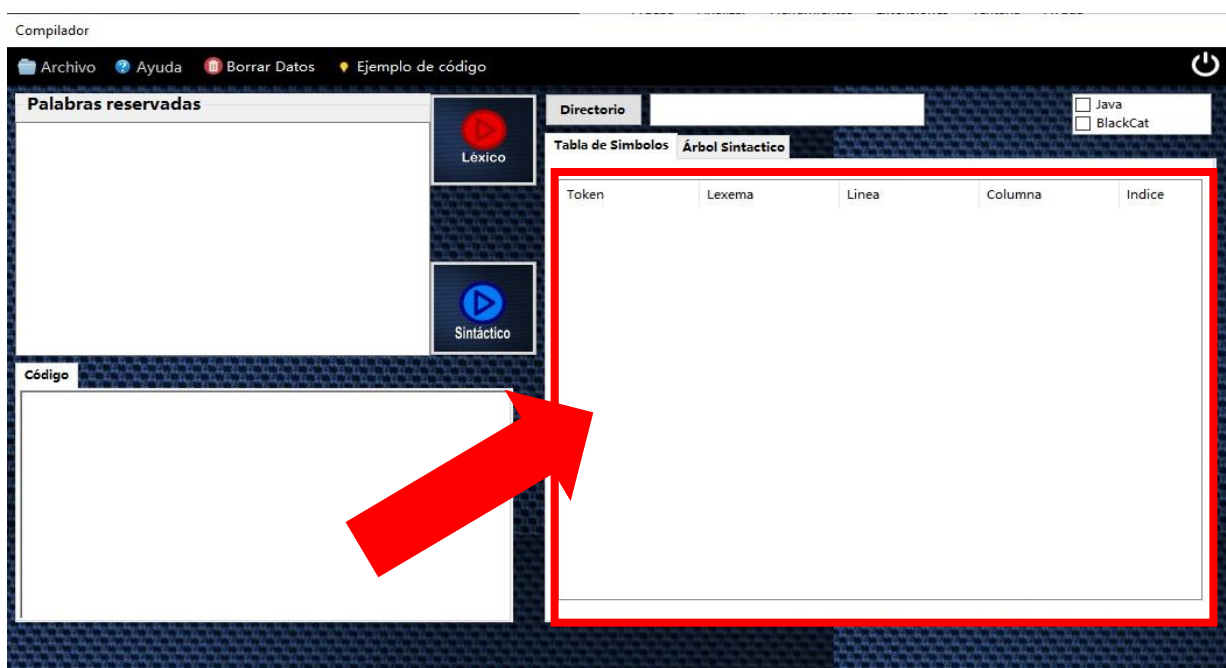 Compilador
Archivo Ayuda Borrar Datos Ejemplo de código
Palabras reservadas
Léxico
Sintáctico
Código
Directorio
Java
BlackCat
Tabla de Simbolos Árbol Sintactico
Token Lexema Linea Columna Indice